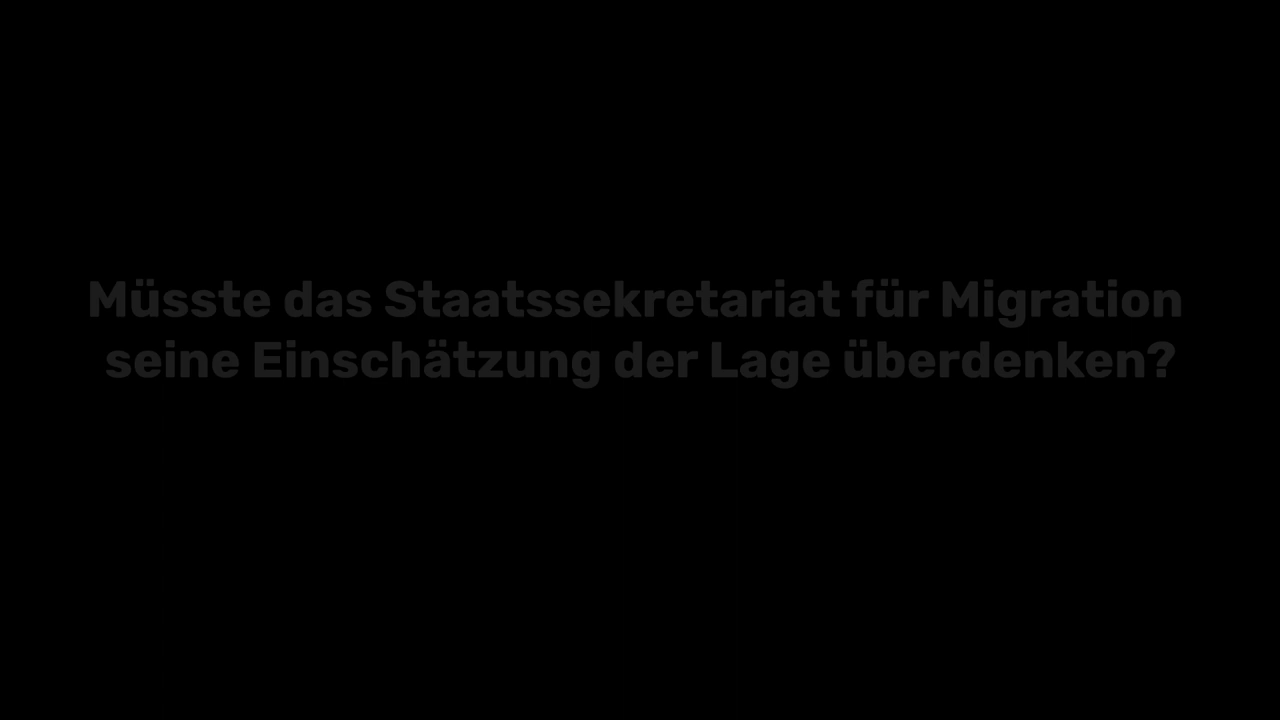 Müsste das Staatssekretariat für Migration
seine Einschätzung der Lage überdenken?